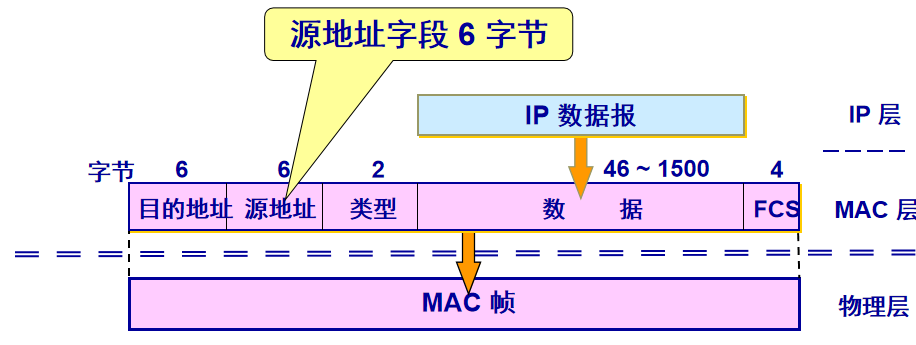 源地址字段 6 字节
IP 数据报
IP 层
字节 6 6 2 46 ~ 1500 4
目的地址 源地址 类型 数 据 FCS MAC 层
MAC 帧
物理层